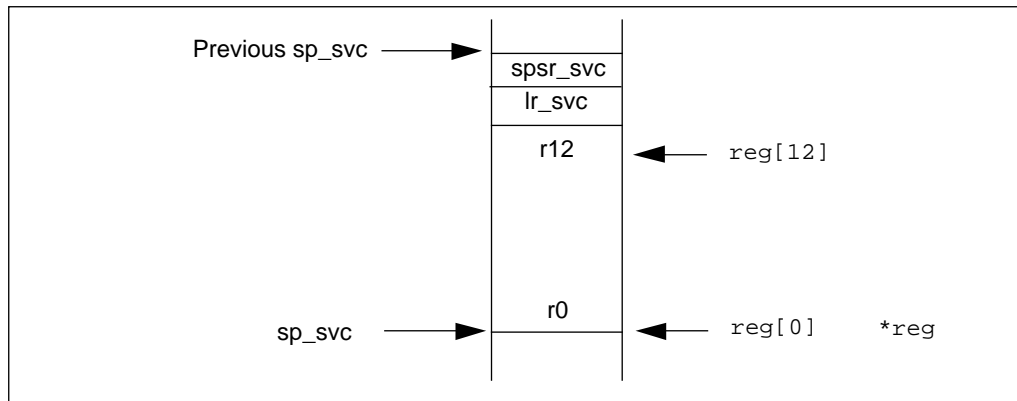 Previous sp_svc
spsr_svc
lr_svc
r12
reg[12]
r0
sp_svc
reg[0] *reg